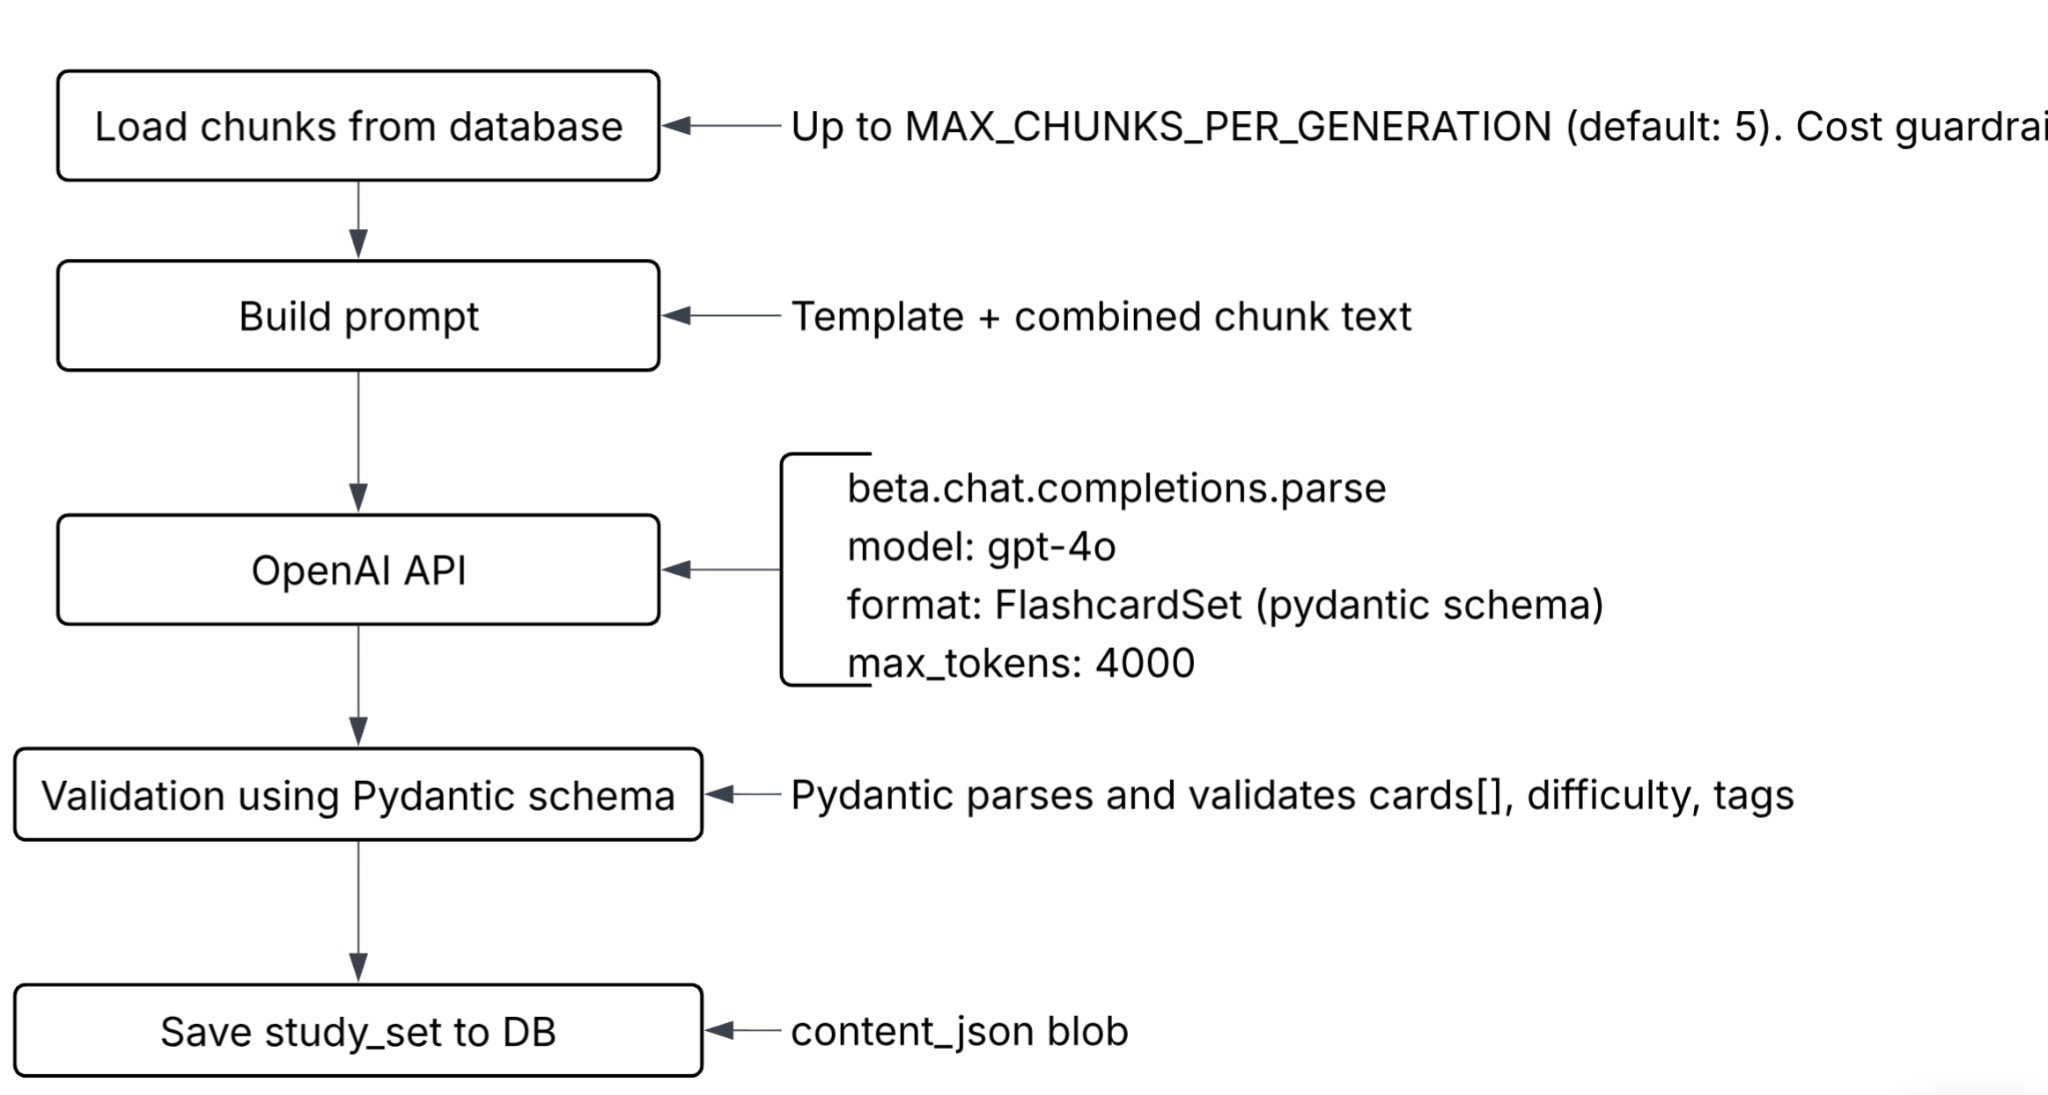 Load chunks from database
Up to MAX_CHUNKS_PER_GENERATION (default: 5). Cost
Build prompt
Template + combined chunk text
OpenAI API
beta.chat.completions.parse
model: gpt-4o
format: FlashcardSet (pydantic schema)
max_tokens: 4000
Validation using Pydantic schema
Pydantic parses and validates cards[], difficulty, tags
Save study_set to DB
content_json blob